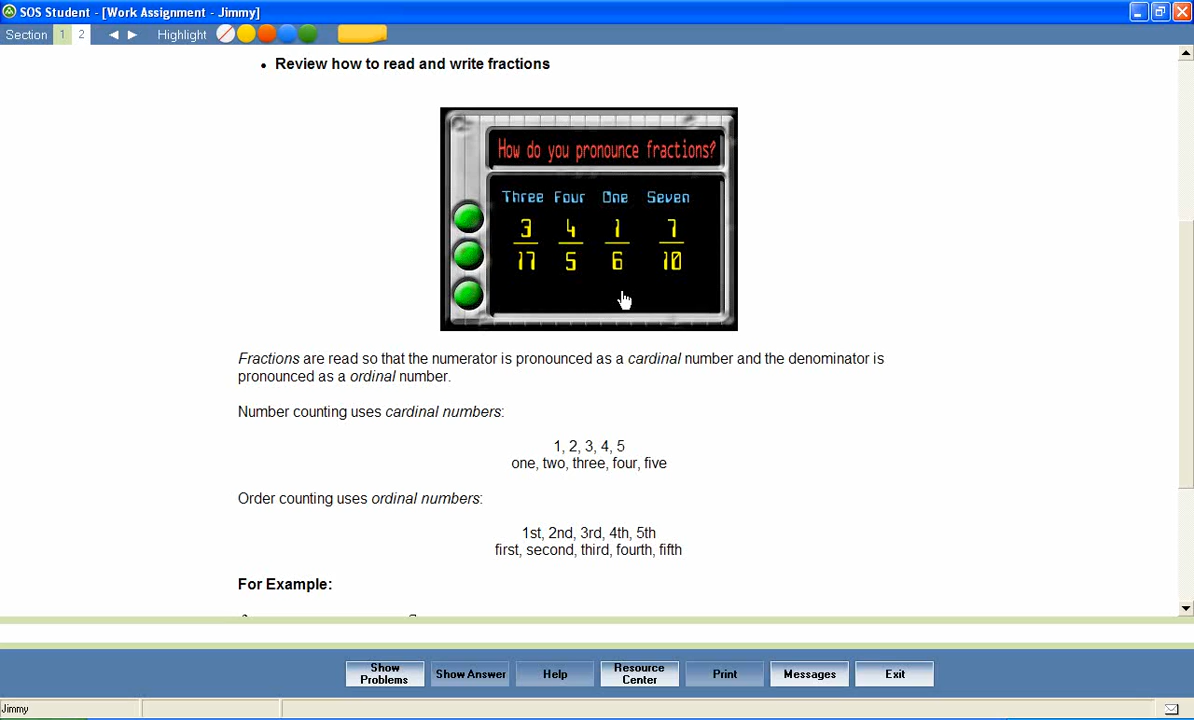 SOS Student - [Work Assignment - Jimmy]
Section 1 2 Highlight
• Review how to read and write fractions
How do you pronounce fractions?
Three Four One Seven
3 4 1 7
17 5 6 10
Fractions are read so that the numerator is pronounced as a cardinal number and the denominator is
pronounced as a ordinal number.
Number counting uses cardinal numbers:
1, 2, 3, 4, 5
one, two, three, four, five
Order counting uses ordinal numbers:
1st, 2nd, 3rd, 4th, 5th
first, second, third, fourth, fifth
For Example:
Show Problems Show Answer Help Resource Center Print Messages Exit
Jimmy